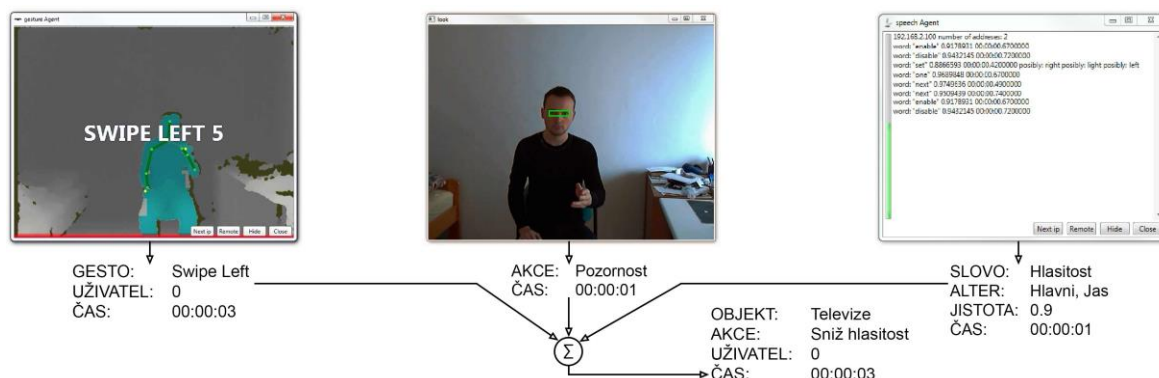 gesture Agent
SWIPE LEFT 5
Next ip Remote Hide Close
look
speech Agent
192.168.2.100 number of addreses: 2
word: "enable" 0.9178931 00:00:00.6700000
word: "disable" 0.9432145 00:00:00.7200000
word: "set" 0.8866593 00:00:00.4200000 posibly: right posibly: light posibly: left
word: "one" 0.9689848 00:00:00.6700000
word: "next" 0.9749636 00:00:00.4900000
word: "next" 0.9509439 00:00:00.7400000
word: "enable" 0.9178931 00:00:00.6700000
word: "disable" 0.9432145 00:00:00.7200000
Next ip Remote Hide Close
GESTO: Swipe Left
UŽIVATEL: 0
ČAS: 00:00:03
AKCE: Pozornost
ČAS: 00:00:01
SLOVO: Hlasitost
ALTER: Hlavni, Jas
JISTOTA: 0.9
ČAS: 00:00:01
Σ
OBJEKT: Televize
AKCE: Sniž hlasitost
UŽIVATEL: 0
ČAS: 00:00:03